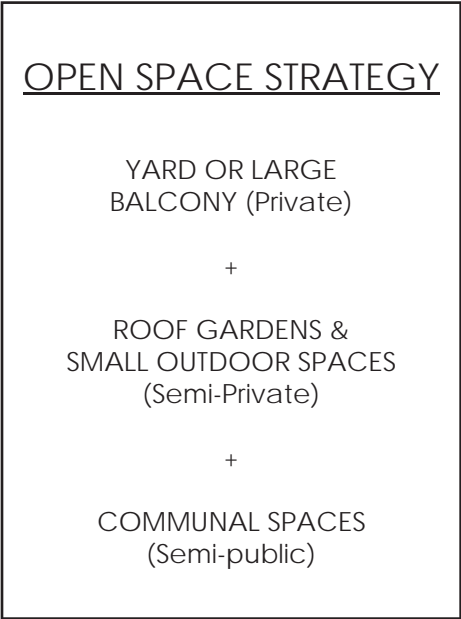 OPEN SPACE STRATEGY
YARD OR LARGE
BALCONY (Private)
+
ROOF GARDENS &
SMALL OUTDOOR SPACES
(Semi-Private)
+
COMMUNAL SPACES
(Semi-public)